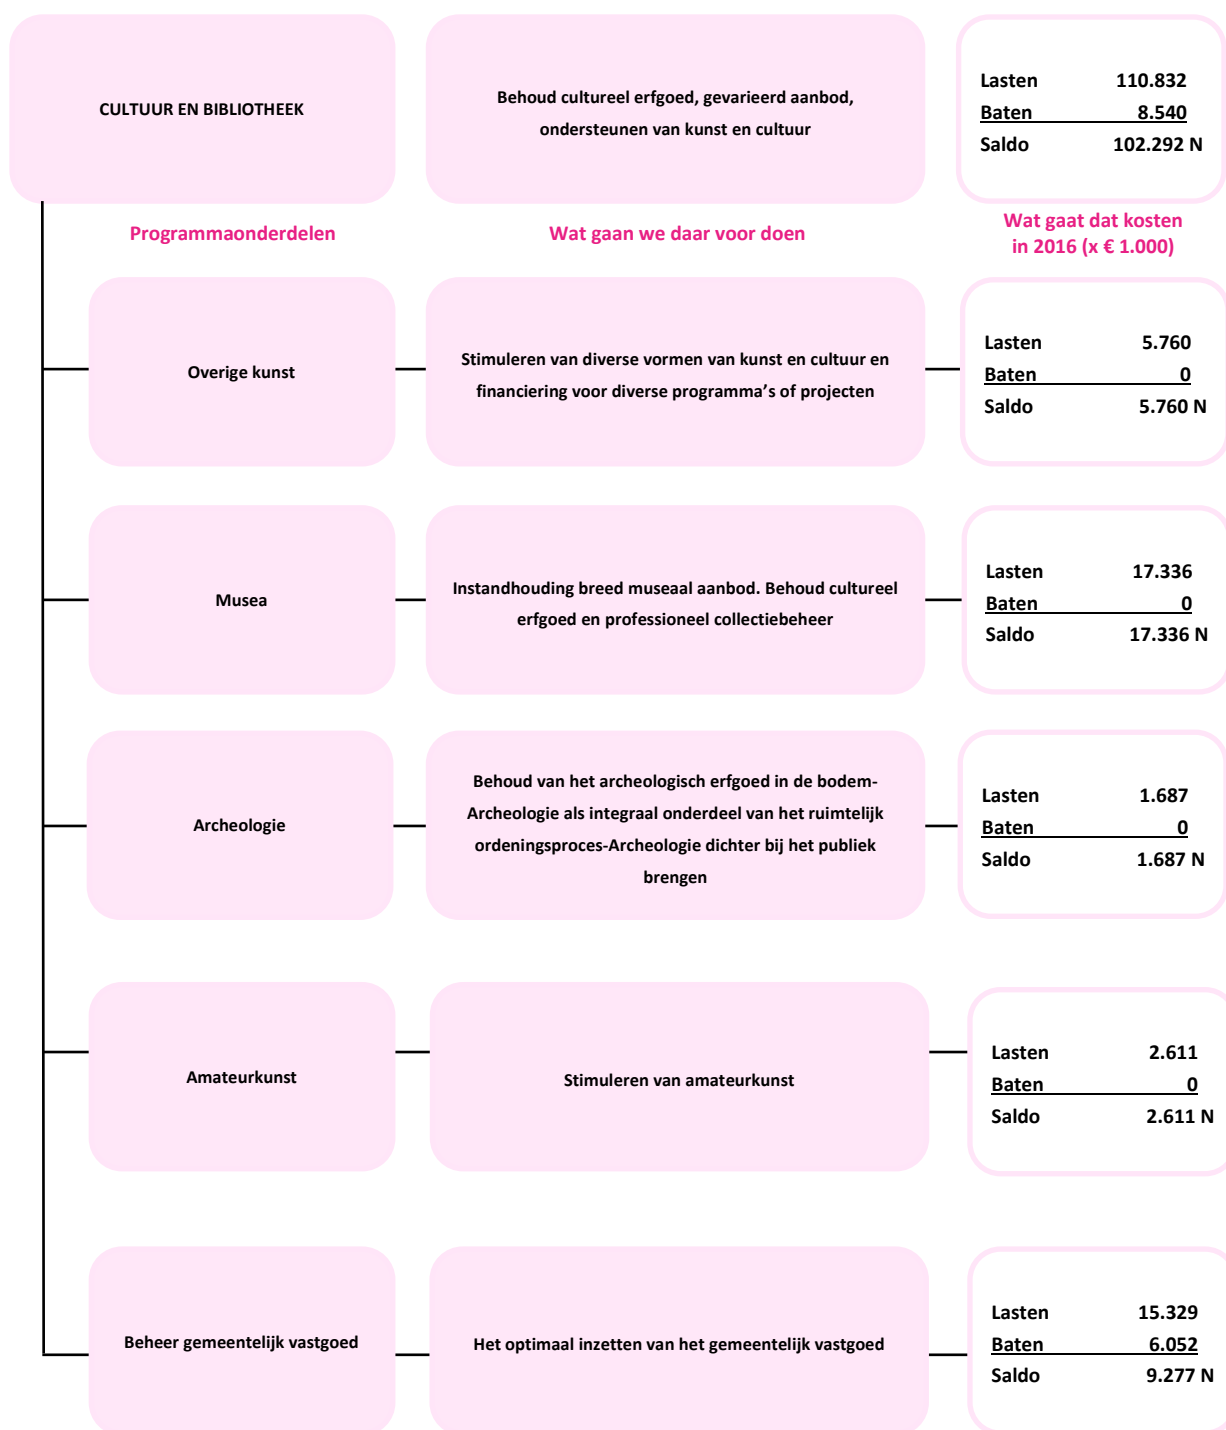 CULTUUR EN BIBLIOTHEEK
Behoud cultureel erfgoed, gevarieerd aanbod,
ondersteunen van kunst en cultuur
Lasten 110.832
Baten 8.540
Saldo 102.292 N
Programmaonderdelen
Wat gaan we daar voor doen
Wat gaat dat kosten
in 2016 (x € 1.000)
Overige kunst
Stimuleren van diverse vormen van kunst en cultuur en
financiering voor diverse programma’s of projecten
Lasten 5.760
Baten 0
Saldo 5.760 N
Musea
Instandhouding breed museaal aanbod. Behoud cultureel
erfgoed en professioneel collectiebeheer
Lasten 17.336
Baten 0
Saldo 17.336 N
Archeologie
Behoud van het archeologisch erfgoed in de bodem-
Archeologie als integraal onderdeel van het ruimtelijk
ordeningsproces-Archeologie dichter bij het publiek
brengen
Lasten 1.687
Baten 0
Saldo 1.687 N
Amateurkunst
Stimuleren van amateurkunst
Lasten 2.611
Baten 0
Saldo 2.611 N
Beheer gemeentelijk vastgoed
Het optimaal inzetten van het gemeentelijk vastgoed
Lasten 15.329
Baten 6.052
Saldo 9.277 N